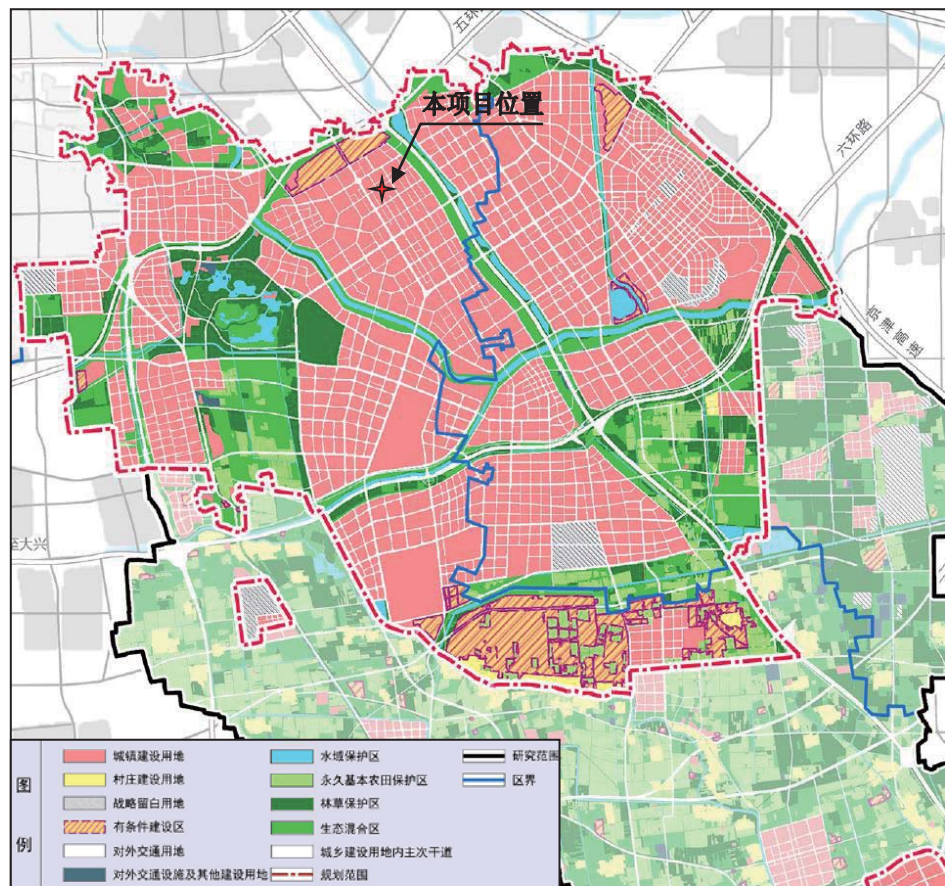 五环
本项目位置
六环路
京津高速
至大兴
图例
城镇建设用地
水域保护区
研究范围
村庄建设用地
永久基本农田保护区
区界
战略留白用地
林草保护区
有条件建设区
生态混合区
对外交通用地
城乡建设用地内主次干道
对外交通设施及其他建设用地
规划范围